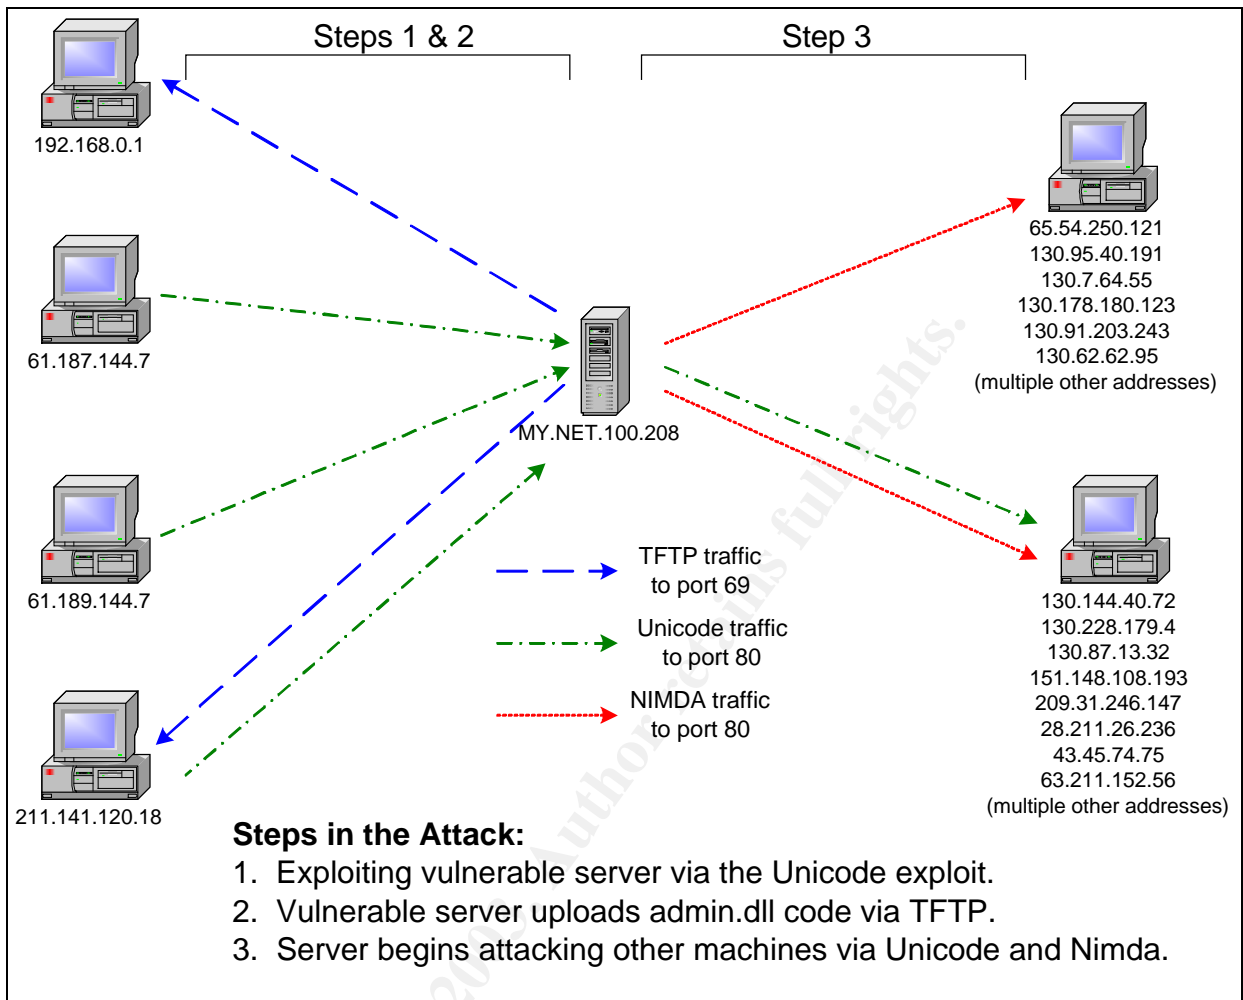 Steps 1 & 2
Step 3
192.168.0.1
61.187.144.7
61.189.144.7
211.141.120.18
MY.NET.100.208
65.54.250.121
130.95.40.191
130.7.64.55
130.178.180.123
130.91.203.243
130.62.62.95
(multiple other addresses)
130.144.40.72
130.228.179.4
130.87.13.32
151.148.108.193
209.31.246.147
28.211.26.236
43.45.74.75
63.211.152.56
(multiple other addresses)
TFTP traffic
to port 69
Unicode traffic
to port 80
NIMDA traffic
to port 80
Steps in the Attack:
1. Exploiting vulnerable server via the Unicode exploit.
2. Vulnerable server uploads admin.dll code via TFTP.
3. Server begins attacking other machines via Unicode and Nimda.
Author retains full rights.